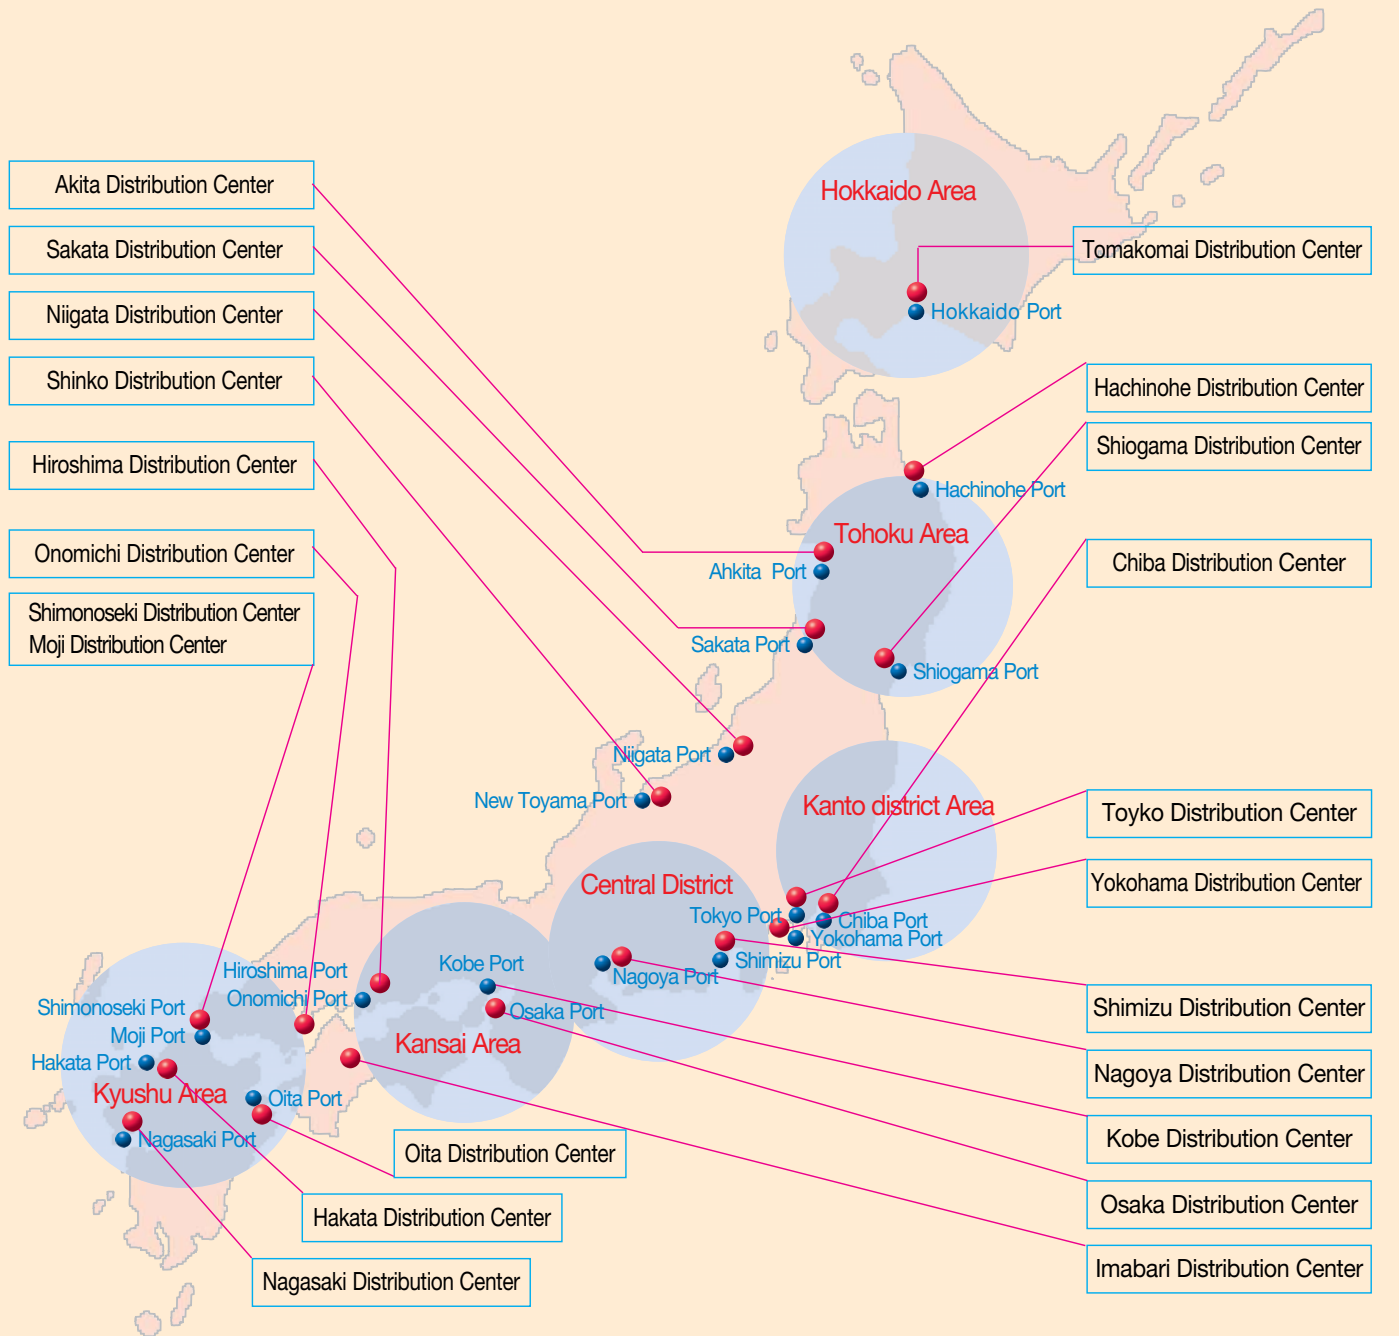 Akita Distribution Center
Sakata Distribution Center
Niigata Distribution Center
Shinko Distribution Center
Hiroshima Distribution Center
Onomichi Distribution Center
Shimonoseki Distribution Center
Moji Distribution Center
Hokkaido Area
Tomakomai Distribution Center
Hokkaido Port
Hachinohe Distribution Center
Shiogama Distribution Center
Hachinohe Port
Tohoku Area
Chiba Distribution Center
Ahkita Port
Sakata Port
Shiogama Port
Niigata Port
New Toyama Port
Kanto district Area
Toyko Distribution Center
Yokohama Distribution Center
Central District
Tokyo Port
Chiba Port
Yokohama Port
Shimizu Port
Nagoya Port
Kobe Port
Osaka Port
Kansai Area
Hiroshima Port
Onomichi Port
Shimonoseki Port
Moji Port
Hakata Port
Kyushu Area
Oita Port
Nagasaki Port
Shimizu Distribution Center
Nagoya Distribution Center
Kobe Distribution Center
Osaka Distribution Center
Imabari Distribution Center
Oita Distribution Center
Hakata Distribution Center
Nagasaki Distribution Center